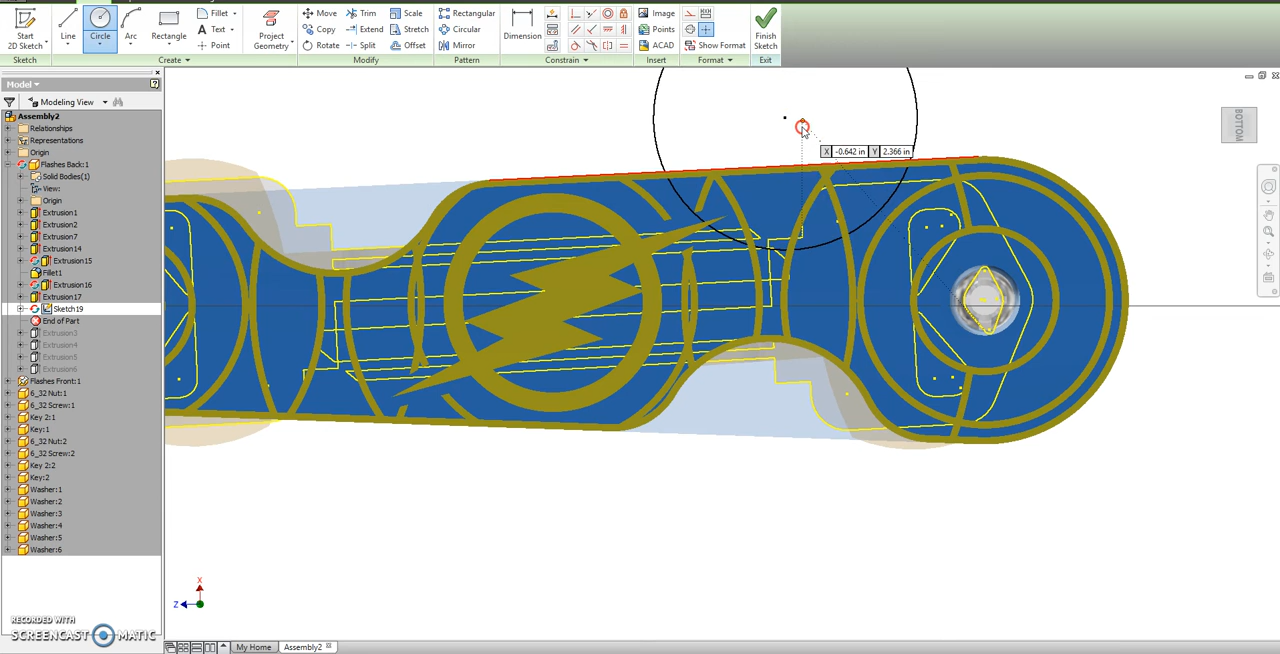 Start
2D Sketch
Line
Circle
Arc
Rectangle
Fillet
Text
Point
Project
Geometry
Move
Copy
Rotate
Trim
Extend
Split
Scale
Stretch
Offset
Rectangular
Circular
Mirror
Dimension
Image
Points
ACAD
Show Format
Finish
Sketch
Sketch
Create
Modify
Pattern
Constrain
Insert
Format
Exit
Model
Modeling View
Assembly2
Relationships
Representations
Origin
Flashes Back:1
Solid Bodies(1)
View:
Origin
Extrusion1
Extrusion2
Extrusion7
Extrusion14
Extrusion15
Fillet1
Extrusion16
Extrusion17
Sketch19
End of Part
Extrusion3
Extrusion4
Extrusion5
Extrusion6
Flashes Front:1
6_32 Nut:1
6_32 Screw:1
Key 2:1
Key:1
6_32 Nut:2
6_32 Screw:2
Key 2:2
Key:2
Washer:1
Washer:2
Washer:3
Washer:4
Washer:5
Washer:6
X -0.642 in Y 2.366 in
BOTTOM
X
Z
RECORDED WITH
SCREENCAST MATIC
My Home
Assembly2